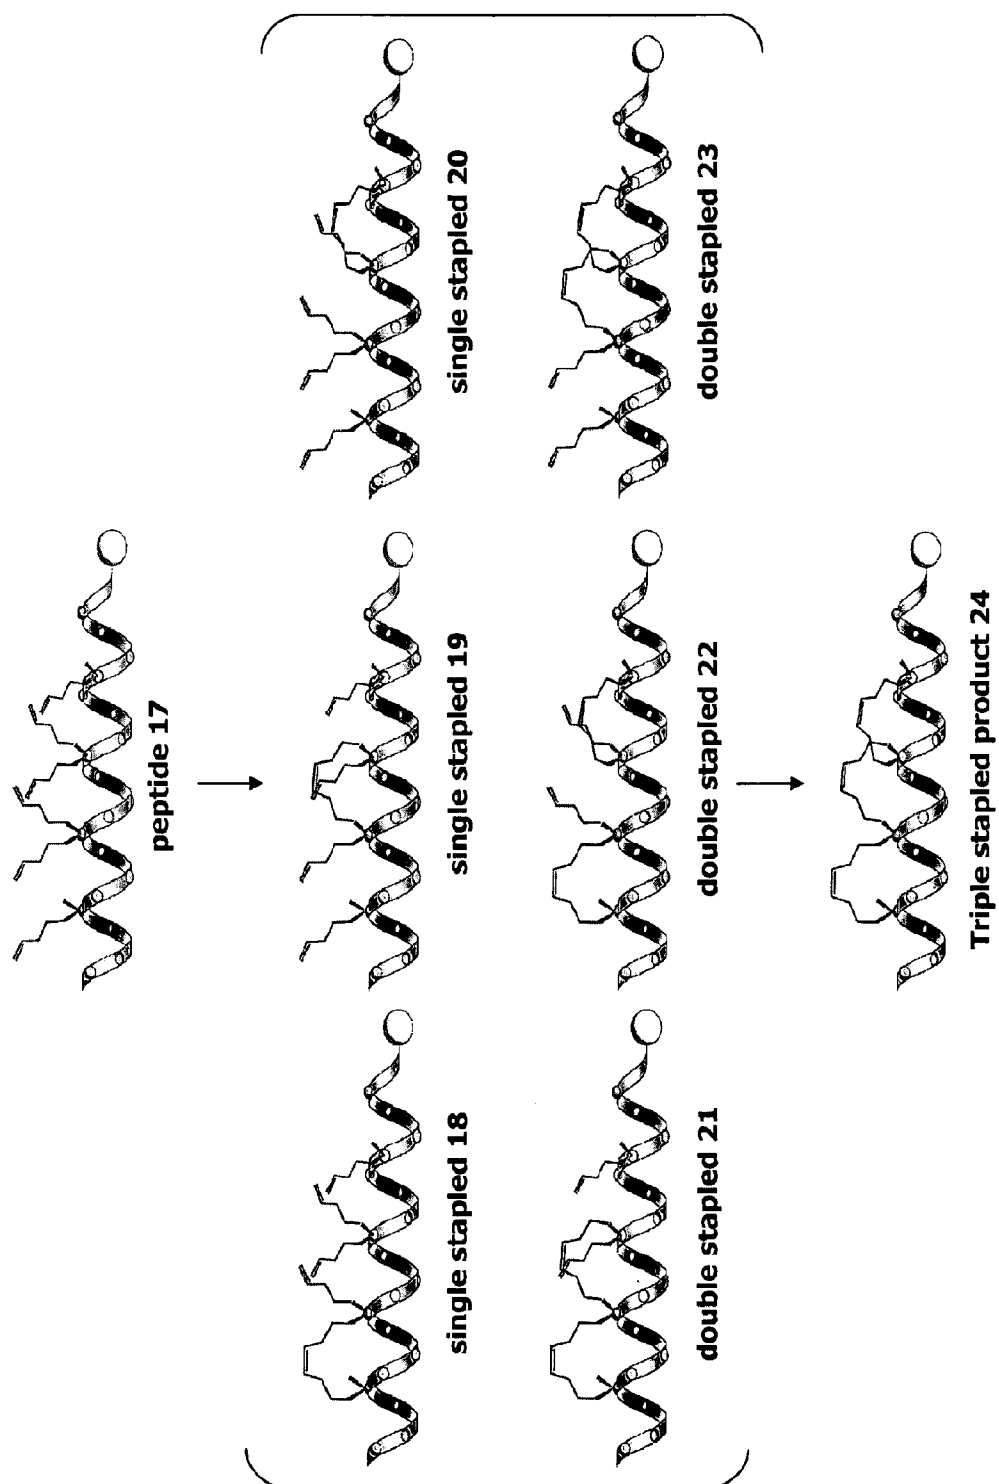 peptide 17
single stapled 18
single stapled 19
single stapled 20
double stapled 21
double stapled 22
double stapled 23
Triple stapled product 24